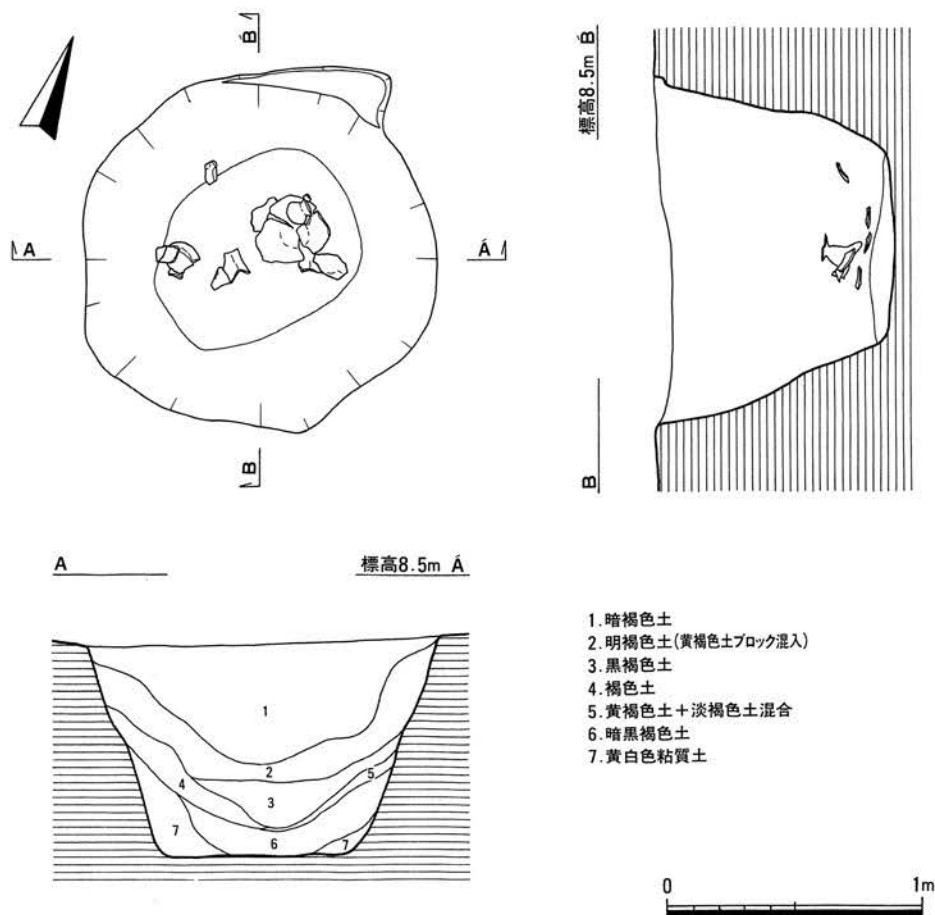 B́
A
Á
B
標高8.5m B́
B
A
標高8.5m Á
1
2
3
4
5
6
7
7
1.暗褐色土
2.明褐色土(黄褐色土ブロック混入)
3.黒褐色土
4.褐色土
5.黄褐色土+淡褐色土混合
6.暗黒褐色土
7.黄白色粘質土
0
1m